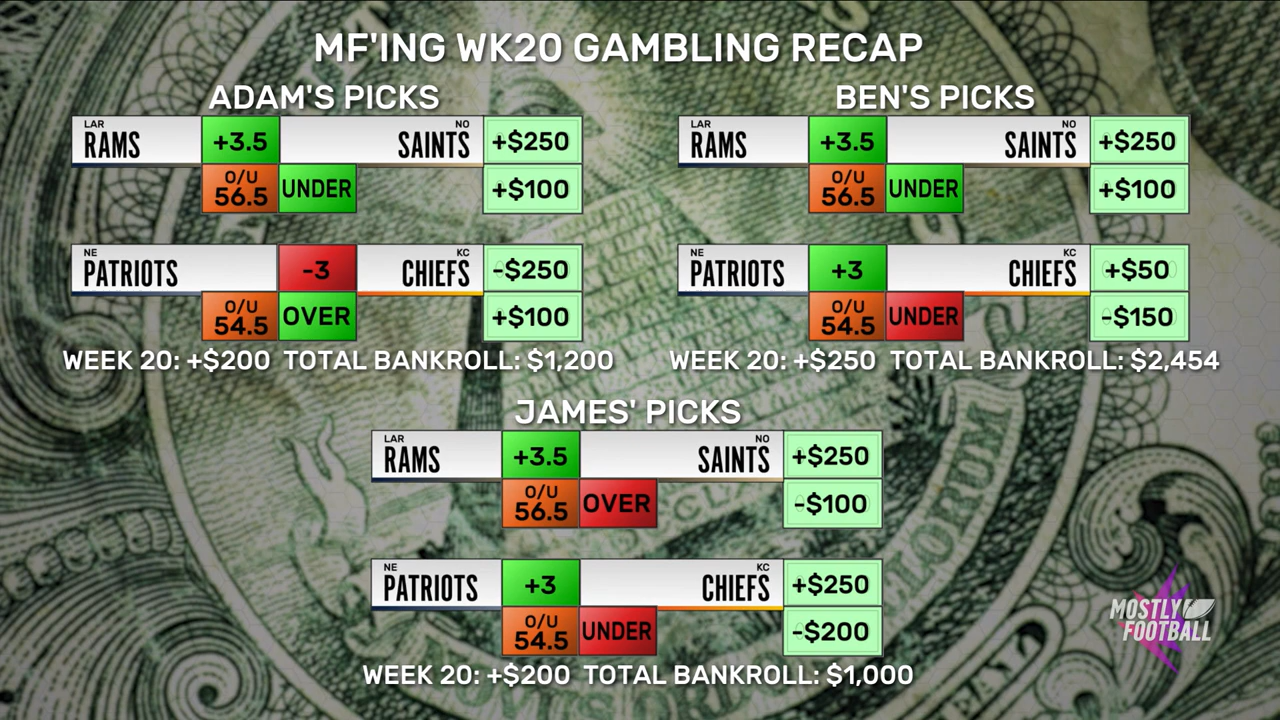 MF'ING WK20 GAMBLING RECAP
ADAM'S PICKS
LAR RAMS +3.5 NO SAINTS +$250
O/U 56.5 UNDER +$100
NE PATRIOTS -3 KC CHIEFS -$250
O/U 54.5 OVER +$100
WEEK 20: +$200 TOTAL BANKROLL: $1,200
BEN'S PICKS
LAR RAMS +3.5 NO SAINTS +$250
O/U 56.5 UNDER +$100
NE PATRIOTS +3 KC CHIEFS +$50
O/U 54.5 UNDER -$150
WEEK 20: +$250 TOTAL BANKROLL: $2,454
JAMES' PICKS
LAR RAMS +3.5 NO SAINTS +$250
O/U 56.5 OVER -$100
NE PATRIOTS +3 KC CHIEFS +$250
O/U 54.5 UNDER -$200
WEEK 20: +$200 TOTAL BANKROLL: $1,000
MOSTLY
FOOTBALL